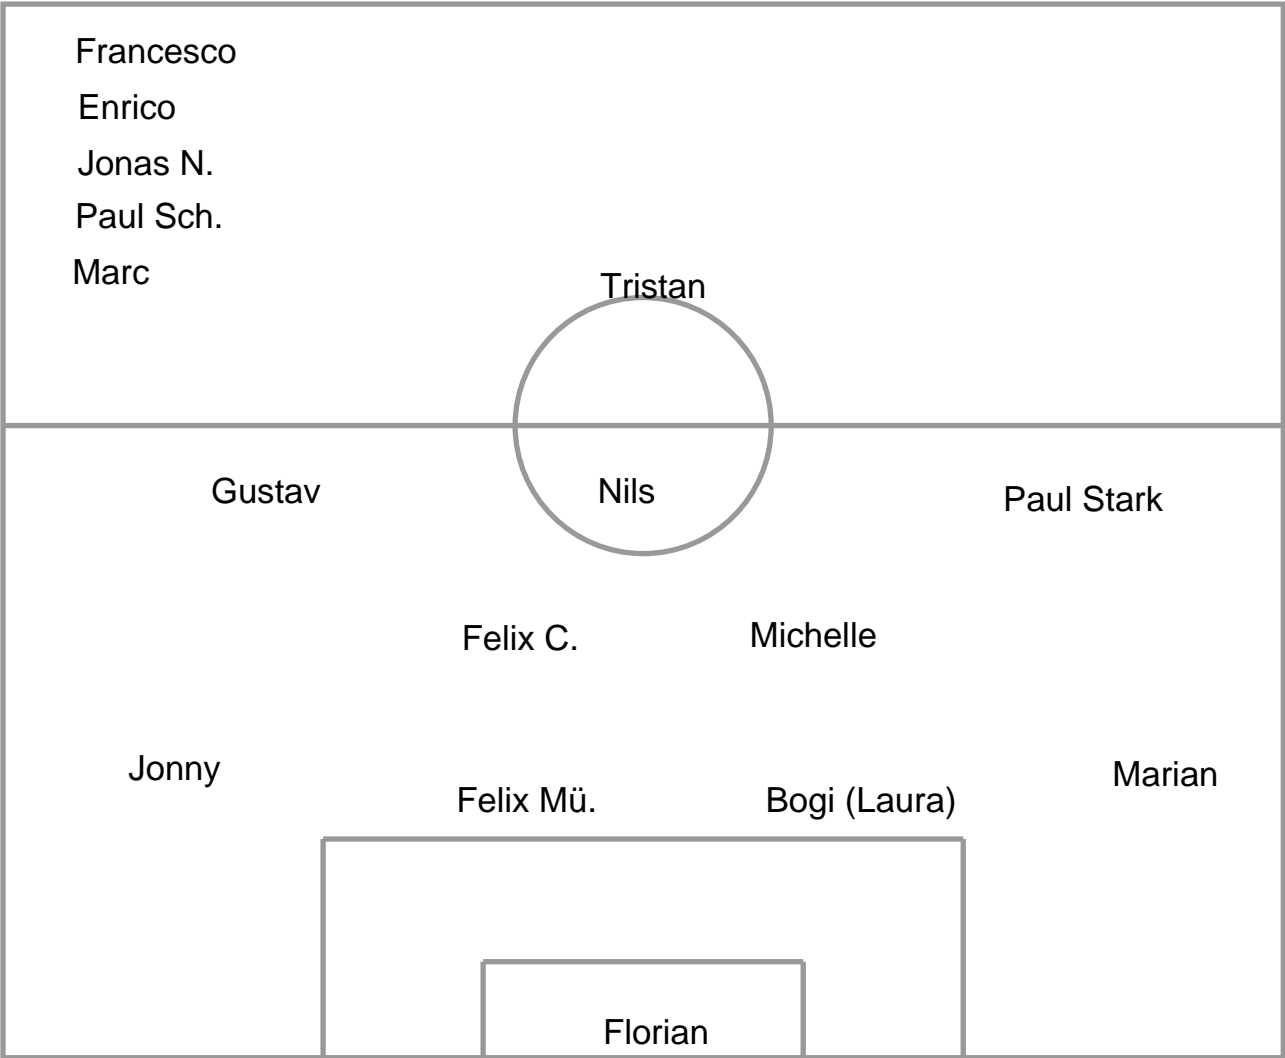 Francesco
Enrico
Jonas N.
Paul Sch.
Marc
Tristan
Gustav
Nils
Paul Stark
Felix C.
Michelle
Jonny
Marian
Felix Mü.
Bogi (Laura)
Florian